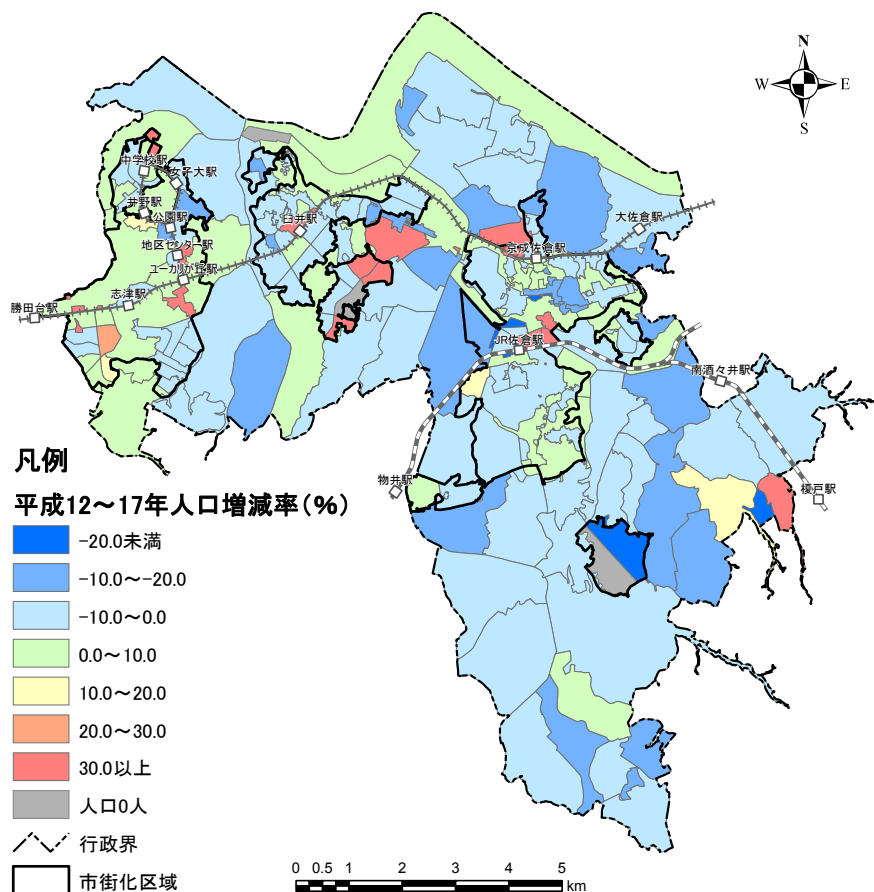 N
W E
S
中学校駅
女子大駅
井野駅
公園駅
地区センター駅
ユーカリが丘駅
志津駅
勝田台駅
臼井駅
京成佐倉駅
大佐倉駅
JR佐倉駅
南酒々井駅
榎戸駅
物井駅
凡例
平成12～17年人口増減率(%)
-20.0未満
-10.0～-20.0
-10.0～0.0
0.0～10.0
10.0～20.0
20.0～30.0
30.0以上
人口0人
行政界
市街化区域
0 0.5 1 2 3 4 5
km